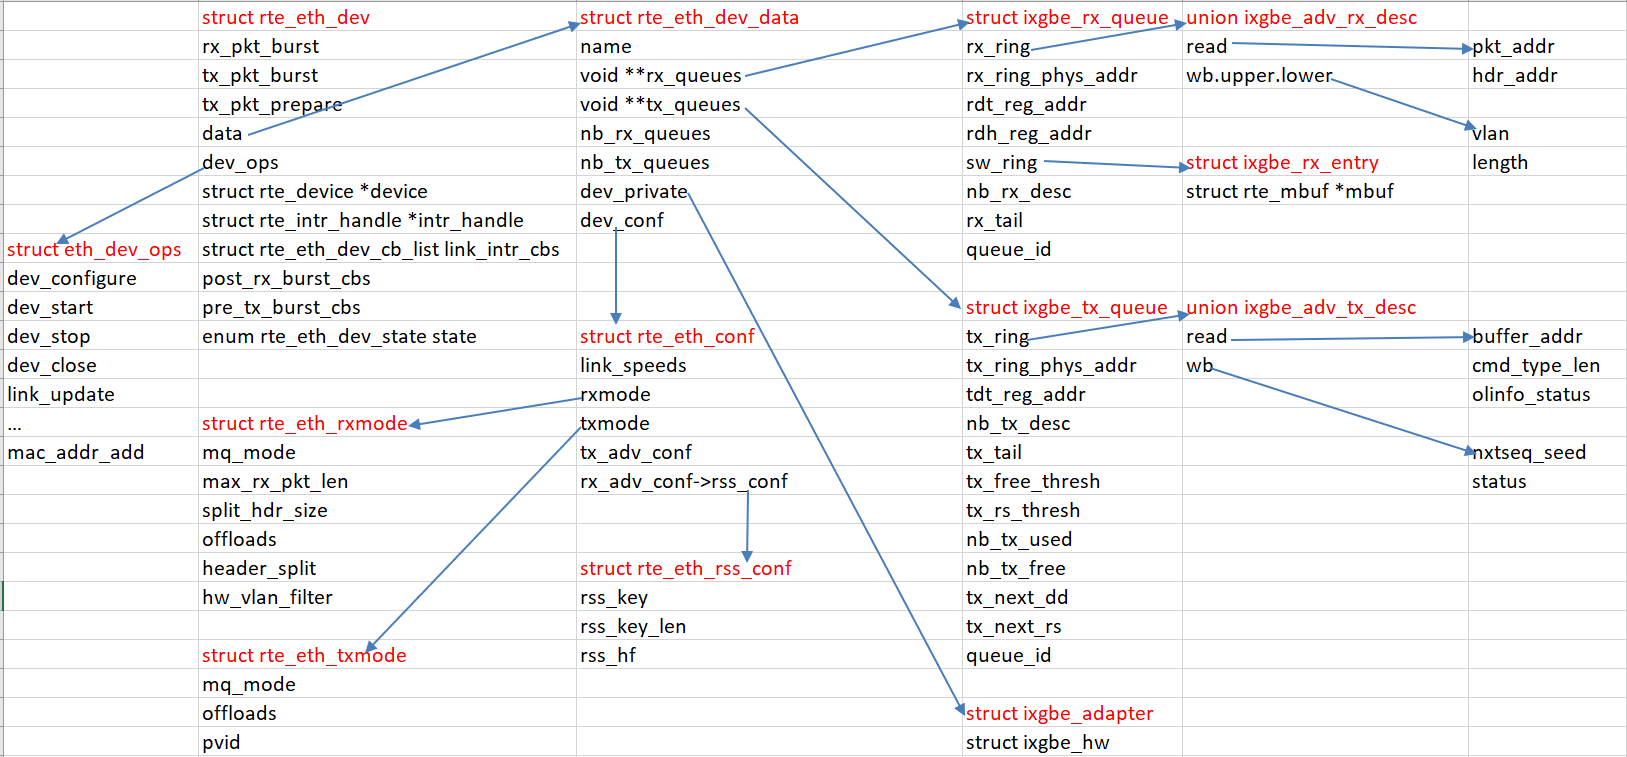 struct rte_eth_dev struct rte_eth_dev_data struct ixgbe_rx_queue union ixgbe_adv_rx_desc
rx_pkt_burst name rx_ring read pkt_addr
tx_pkt_burst void **rx_queues rx_ring_phys_addr wb.upper.lower hdr_addr
tx_pkt_prepare void **tx_queues rdt_reg_addr
data nb_rx_queues rdh_reg_addr vlan
dev_ops nb_tx_queues sw_ring struct ixgbe_rx_entry length
struct rte_device *device dev_private nb_rx_desc struct rte_mbuf *mbuf
struct rte_intr_handle *intr_handle dev_conf rx_tail
struct eth_dev_ops struct rte_eth_dev_cb_list link_intr_cbs queue_id
dev_configure post_rx_burst_cbs
dev_start pre_tx_burst_cbs struct ixgbe_tx_queue union ixgbe_adv_tx_desc
dev_stop enum rte_eth_dev_state state struct rte_eth_conf tx_ring read buffer_addr
dev_close link_speeds tx_ring_phys_addr wb cmd_type_len
link_update rxmode tdt_reg_addr olinfo_status
... struct rte_eth_rxmode txmode nb_tx_desc
mac_addr_add mq_mode tx_adv_conf tx_tail nxtseq_seed
max_rx_pkt_len rx_adv_conf->rss_conf tx_free_thresh status
split_hdr_size tx_rs_thresh
offloads nb_tx_used
header_split struct rte_eth_rss_conf nb_tx_free
hw_vlan_filter rss_key tx_next_dd
rss_key_len tx_next_rs
struct rte_eth_txmode rss_hf queue_id
mq_mode
offloads struct ixgbe_adapter
pvid struct ixgbe_hw